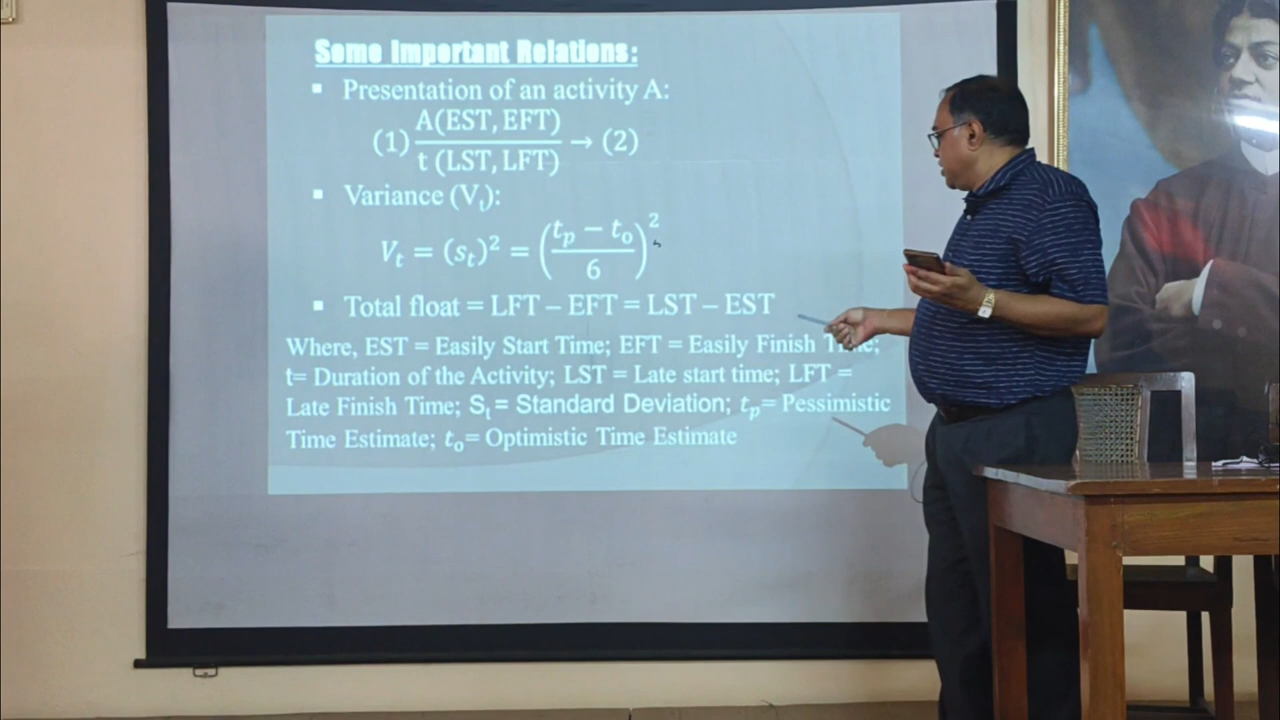 Some Important Relations:
▪ Presentation of an activity A:
(1) A(EST, EFT) / t (LST, LFT) → (2)
▪ Variance (Vₜ):
Vₜ = (sₜ)² = ((tₚ − tₒ) / 6)²
▪ Total float = LFT – EFT = LST – EST
Where, EST = Easily Start Time; EFT = Easily Finish
t= Duration of the Activity; LST = Late start time; LFT =
Late Finish Time; Sₜ= Standard Deviation; tₚ= Pessimistic
Time Estimate; tₒ= Optimistic Time Estimate